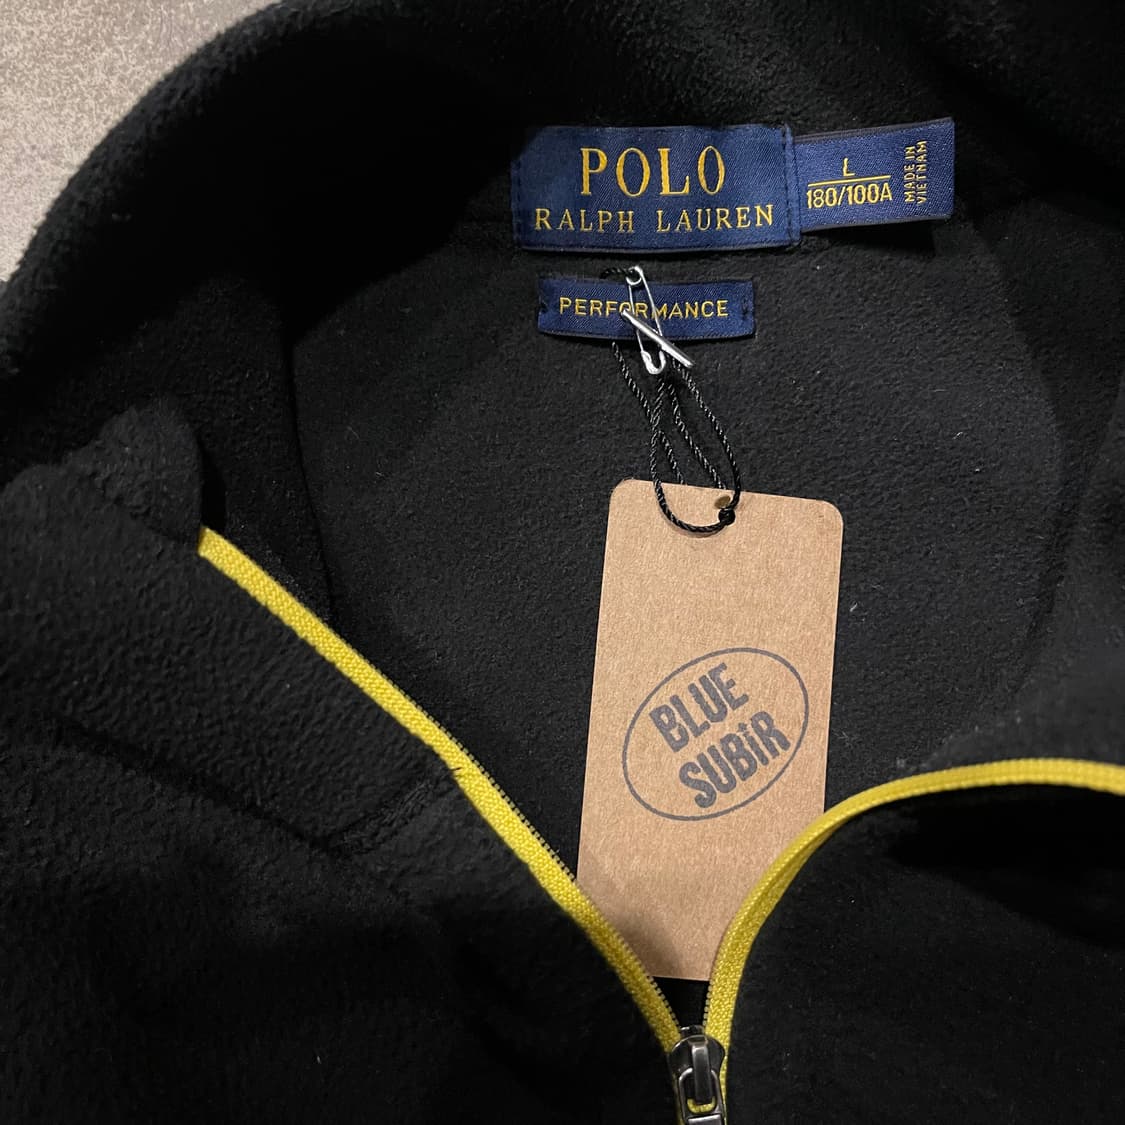 POLO
RALPH LAUREN
L
180/100A
MADE IN
VIETNAM
PERFORMANCE
BLUE
SUBiR